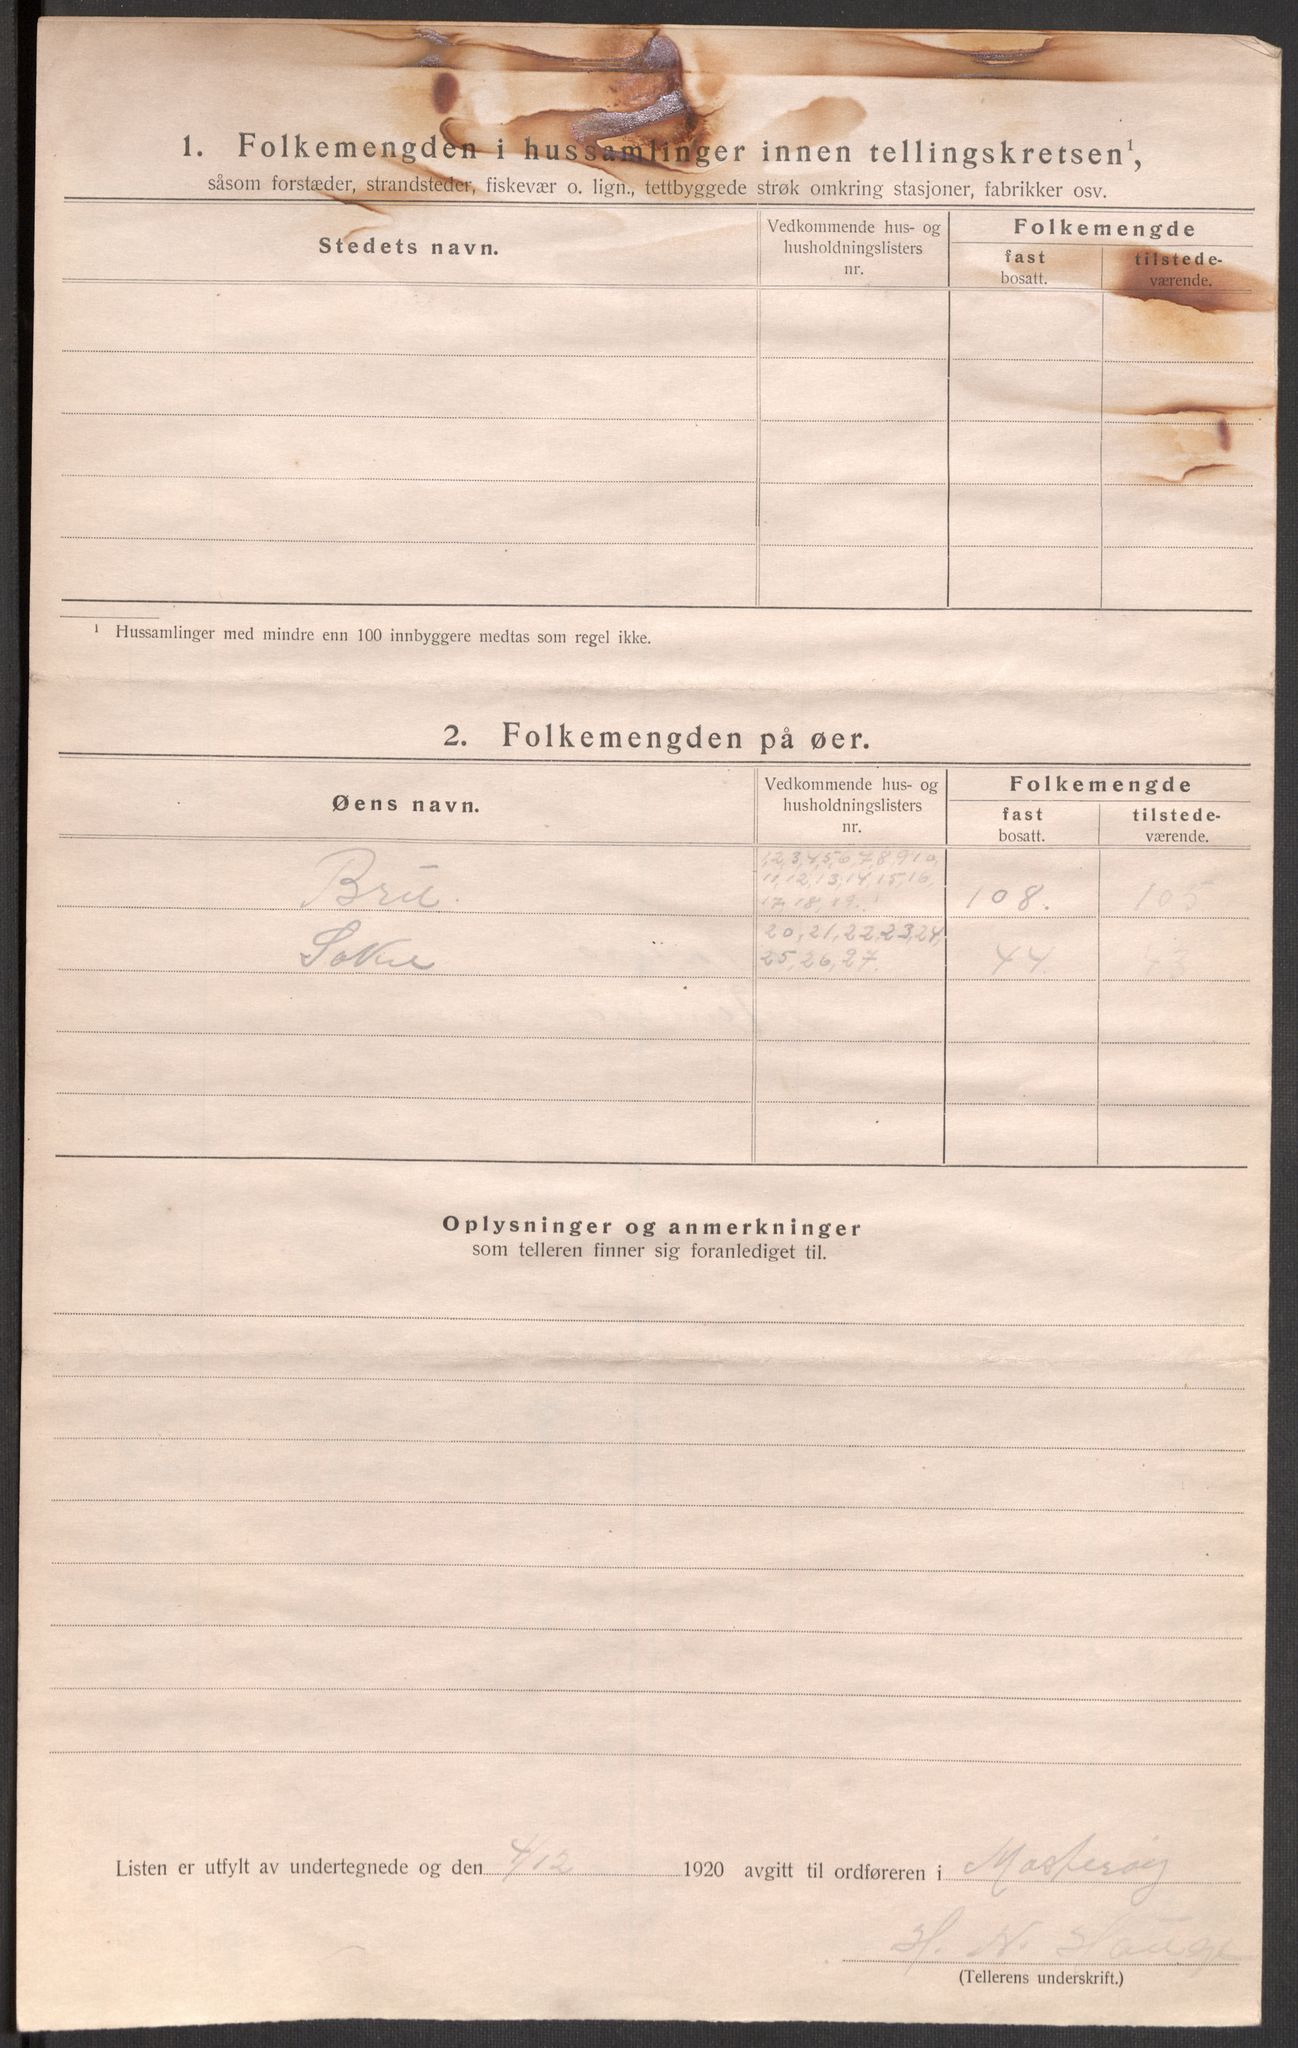 1. Folkemengden i hussamlinger innen tellingskretsen¹,
såsom forstæder, strandsteder, fiskevær o. lign., tettbyggede strøk omkring stasjoner, fabrikker osv.
Stedets navn.
Vedkommende hus- og
husholdningslisters
nr.
Folkemengde
fast
bosatt.
tilstede-
værende.
¹ Hussamlinger med mindre enn 100 innbyggere medtas som regel ikke.
2. Folkemengden på øer.
Øens navn.
Vedkommende hus- og
husholdningslisters
nr.
Folkemengde
fast
bosatt.
tilstede-
værende.
1,2,3,4,5,6,7,8,9,10,
11,12,13,14,15,16,
Bru. 17,18,19. 108. 105
20,21,22,23,24,
Sokn 25,26,27. 44 43
Oplysninger og anmerkninger
som telleren finner sig foranlediget til.
Listen er utfylt av undertegnede og den 4/12 1920 avgitt til ordføreren i Mosterøy
H. N. Hauge
(Tellerens underskrift.)